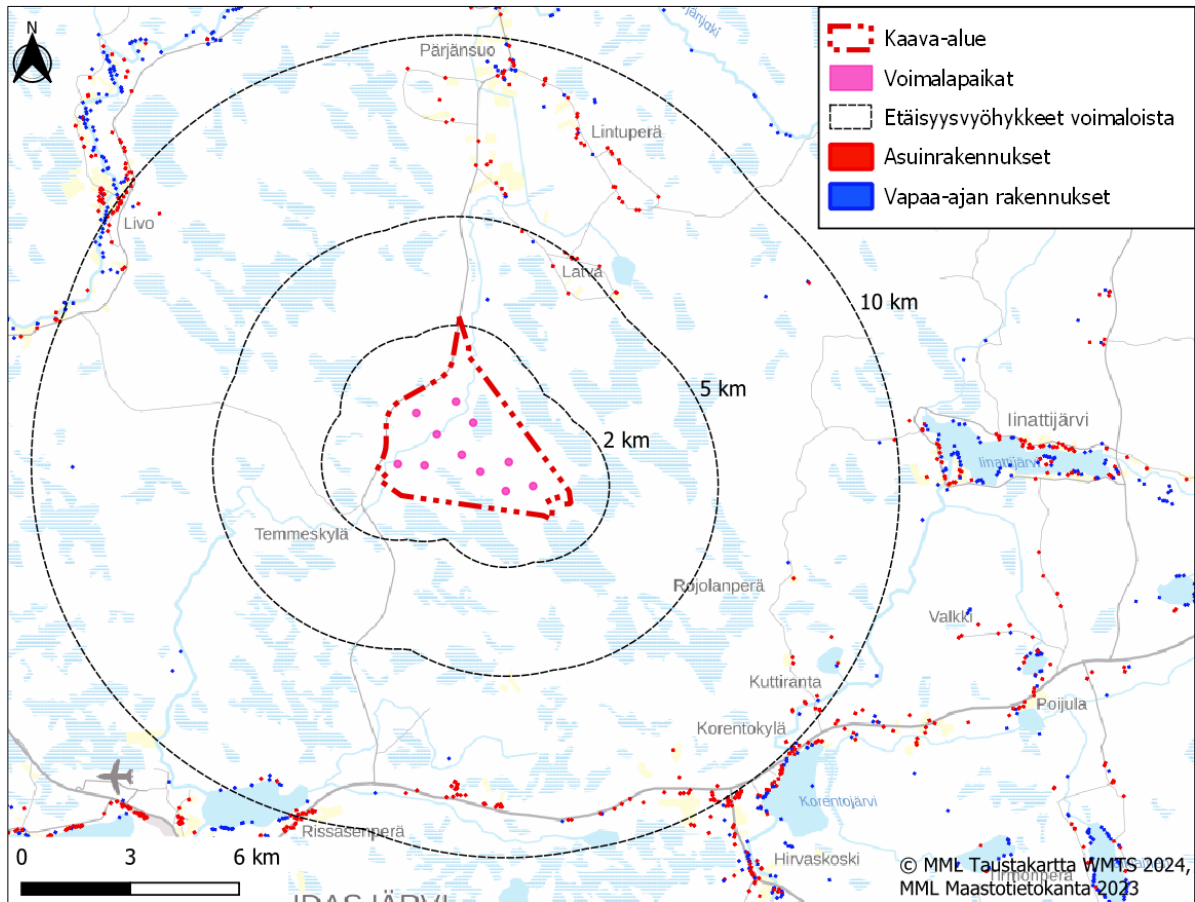 N
Kaava-alue
Voimalapaikat
Etäisyysvyöhykkeet voimaloista
Asuinrakennukset
Vapaa-ajan rakennukset
Pärjänsuo
Lintuperä
Livo
Latva
10 km
5 km
2 km
Iinattijärvi
Iinattijärvi
Temmeskylä
Rojolanperä
Valkki
Kuttiranta
Poijula
Korentokylä
Korentojärvi
Rissasenperä
Hirvaskoski
0 3 6 km
© MML Taustakartta WMTS 2024,
MML Maastotietokanta 2023